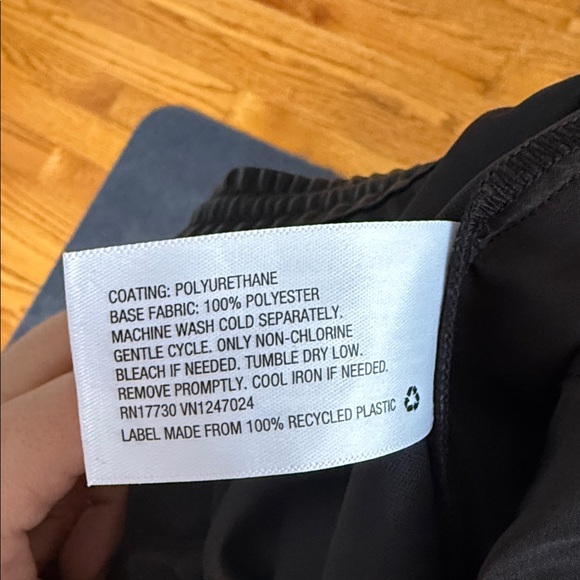 COATING: POLYURETHANE
BASE FABRIC: 100% POLYESTER
MACHINE WASH COLD SEPARATELY.
GENTLE CYCLE. ONLY NON-CHLORINE
BLEACH IF NEEDED. TUMBLE DRY LOW.
REMOVE PROMPTLY. COOL IRON IF NEEDED.
RN17730 VN1247024
LABEL MADE FROM 100% RECYCLED PLASTIC